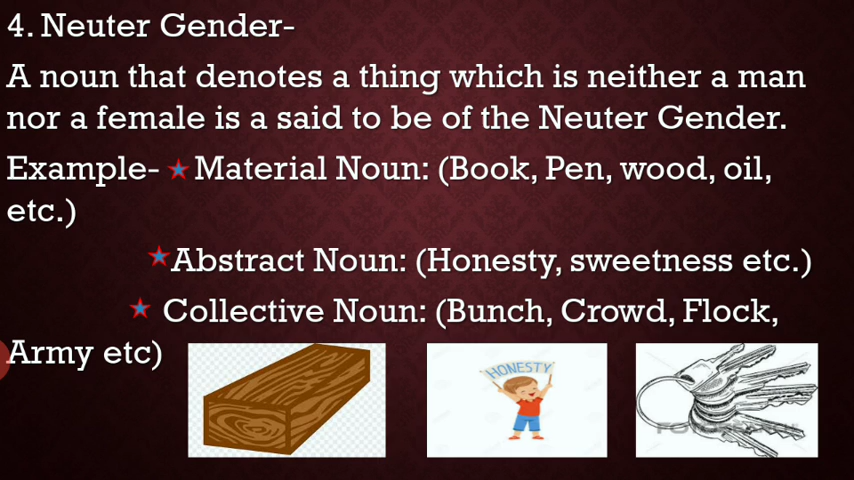 4. Neuter Gender-
A noun that denotes a thing which is neither a man
nor a female is a said to be of the Neuter Gender.
Example- Material Noun: (Book, Pen, wood, oil,
etc.)
Abstract Noun: (Honesty, sweetness etc.)
Collective Noun: (Bunch, Crowd, Flock,
Army etc)
HONESTY